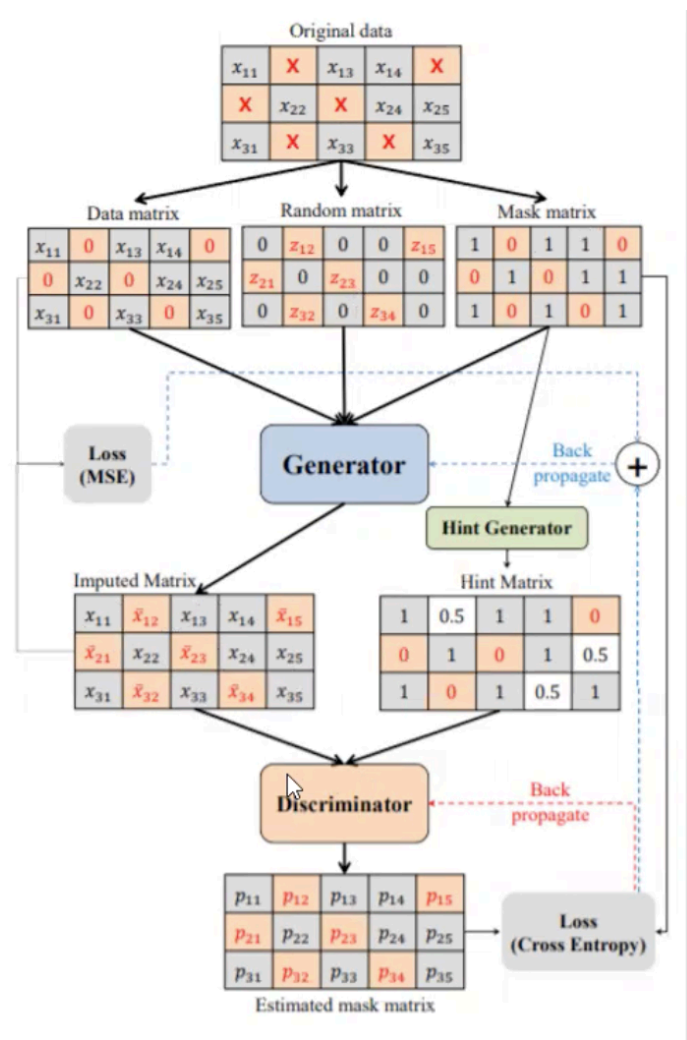 Original data
x₁₁ X x₁₃ x₁₄ X
X x₂₂ X x₂₄ x₂₅
x₃₁ X x₃₃ X x₃₅
Data matrix
x₁₁ 0 x₁₃ x₁₄ 0
0 x₂₂ 0 x₂₄ x₂₅
x₃₁ 0 x₃₃ 0 x₃₅
Random matrix
0 z₁₂ 0 0 z₁₅
z₂₁ 0 z₂₃ 0 0
0 z₃₂ 0 z₃₄ 0
Mask matrix
1 0 1 1 0
0 1 0 1 1
1 0 1 0 1
Loss
(MSE)
Generator
Back
propagate
+
Hint Generator
Imputed Matrix
x₁₁ x̄₁₂ x₁₃ x₁₄ x̄₁₅
x̄₂₁ x₂₂ x̄₂₃ x₂₄ x₂₅
x₃₁ x̄₃₂ x₃₃ x̄₃₄ x₃₅
Hint Matrix
1 0.5 1 1 0
0 1 0 1 0.5
1 0 1 0.5 1
Discriminator
Back
propagate
p₁₁ p₁₂ p₁₃ p₁₄ p₁₅
p₂₁ p₂₂ p₂₃ p₂₄ p₂₅
p₃₁ p₃₂ p₃₃ p₃₄ p₃₅
Estimated mask matrix
Loss
(Cross Entropy)